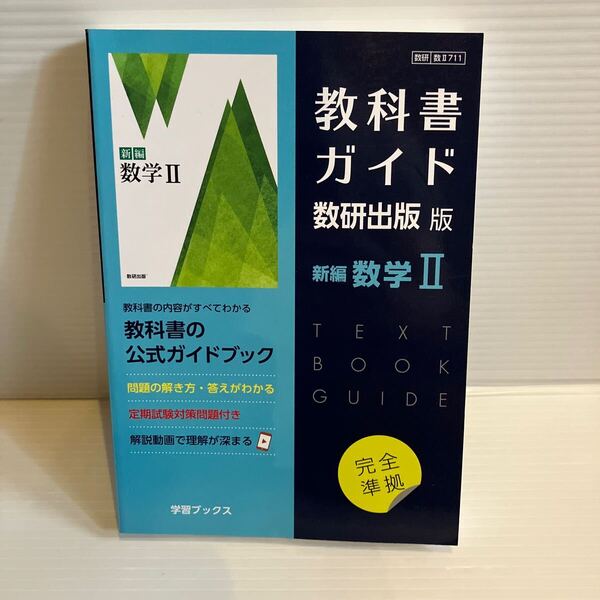 新編
数学Ⅱ
数研出版
教科書の内容がすべてわかる
教科書の
公式ガイドブック
問題の解き方・答えがわかる
定期試験対策問題付き
解説動画で理解が深まる
学習ブックス
数研 数Ⅱ711
教科書
ガイド
数研出版 版
新編 数学Ⅱ
TEXT
BOOK
GUIDE
完全
準拠